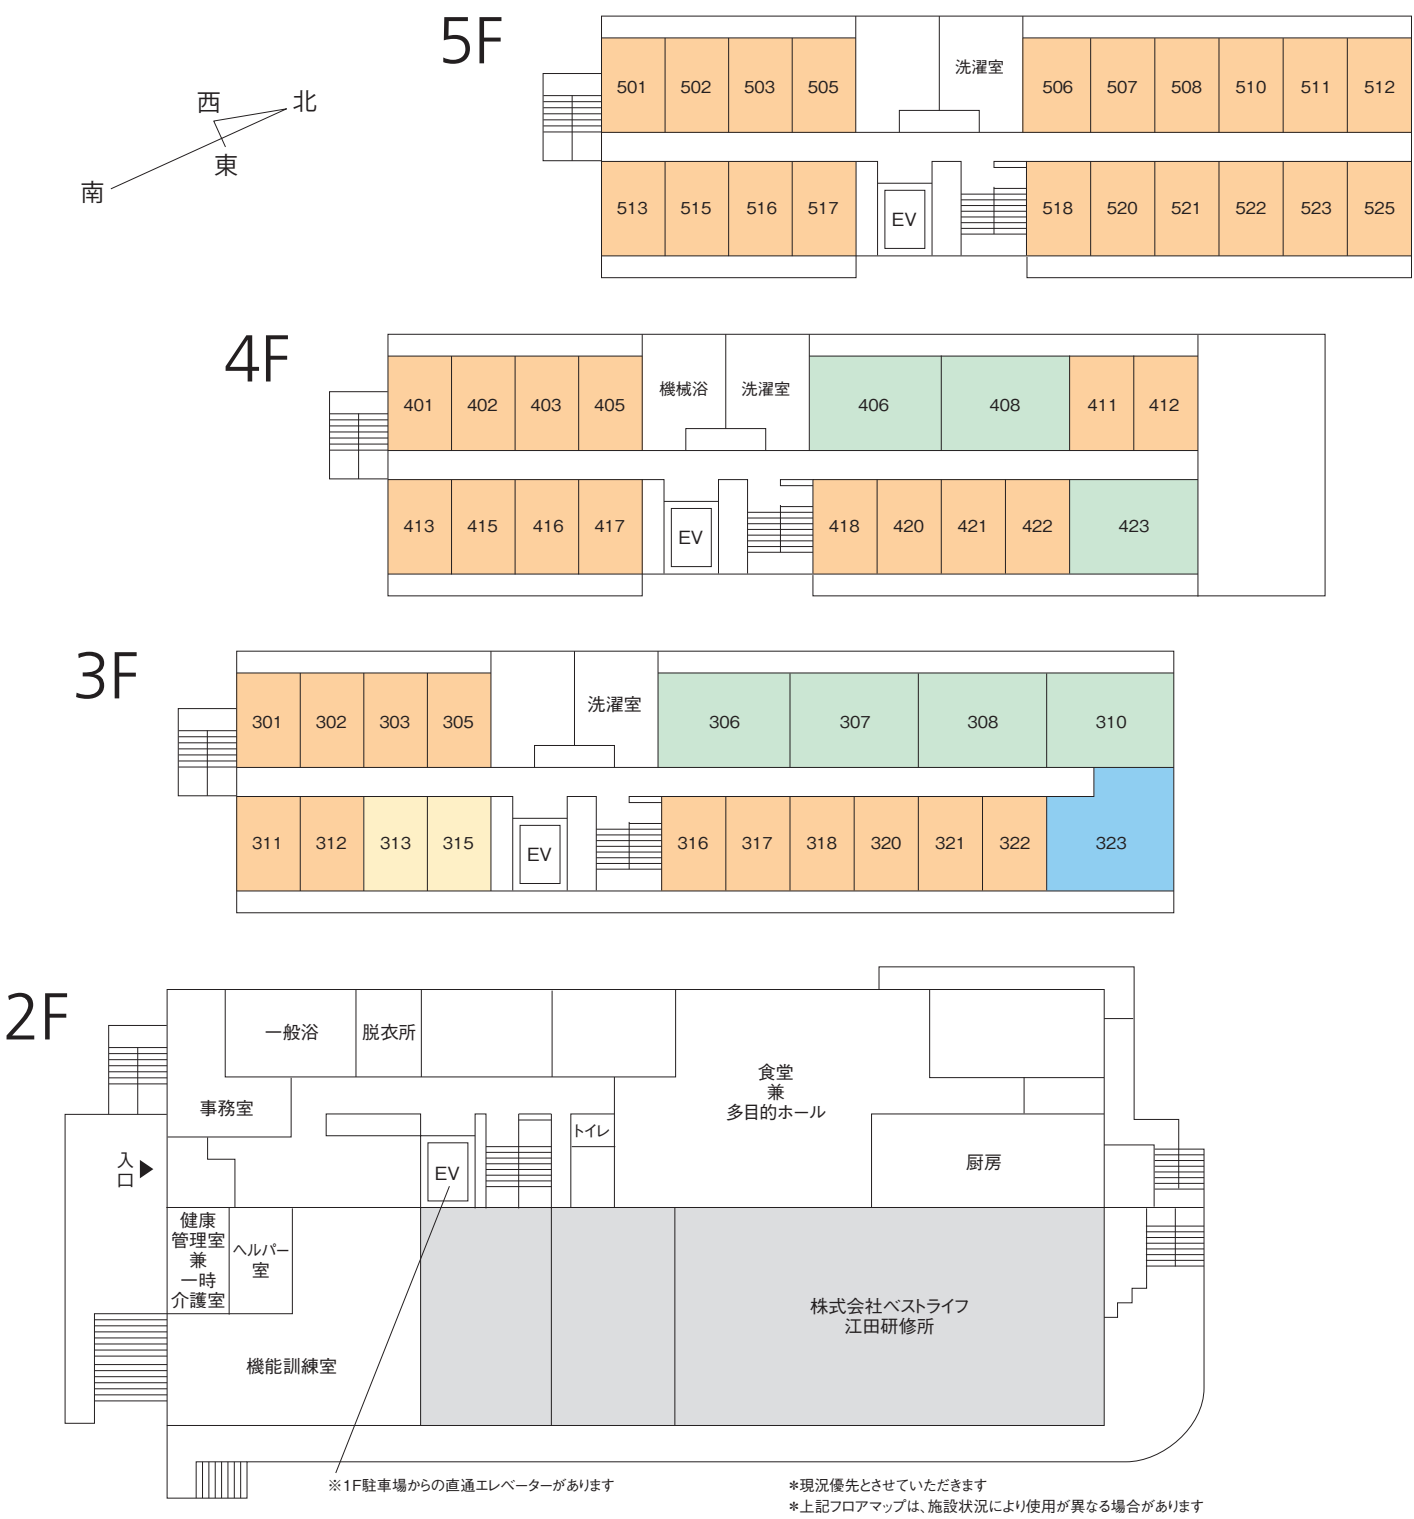 5F
洗濯室
501 502 503 505 506 507 508 510 511 512
513 515 516 517 EV 518 520 521 522 523 525
西 北
東
南
4F
機械浴 洗濯室
401 402 403 405 406 408 411 412
413 415 416 417 EV 418 420 421 422 423
3F
洗濯室
301 302 303 305 306 307 308 310
311 312 313 315 EV 316 317 318 320 321 322 323
2F
一般浴 脱衣所
食堂
兼
多目的ホール
事務室
トイレ
入
口
EV
厨房
健康
管理室
兼
一時
介護室
ヘルパー
室
株式会社ベストライフ
江田研修所
機能訓練室
※1F駐車場からの直通エレベーターがあります
＊現況優先とさせていただきます
＊上記フロアマップは、施設状況により使用が異なる場合があります